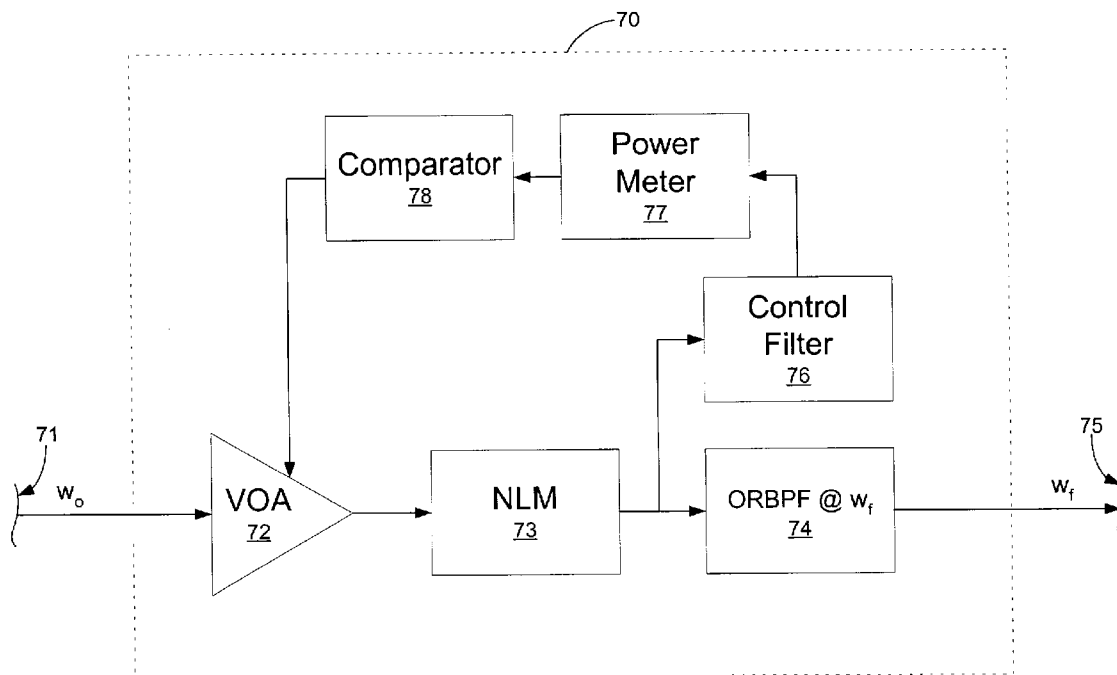 70
Power
Meter
77
Comparator
78
Control
Filter
76
71
w₀
VOA
72
NLM
73
ORBPF @ w_f
74
75
w_f